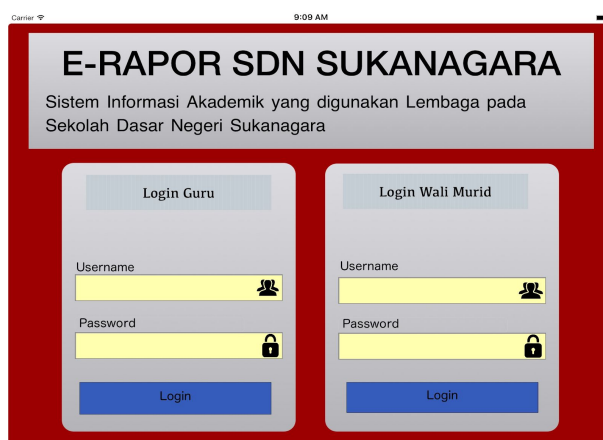 Carrier 9:09 AM
E-RAPOR SDN SUKANAGARA
Sistem Informasi Akademik yang digunakan Lembaga pada
Sekolah Dasar Negeri Sukanagara
Login Guru
Username
Password
Login
Login Wali Murid
Username
Password
Login